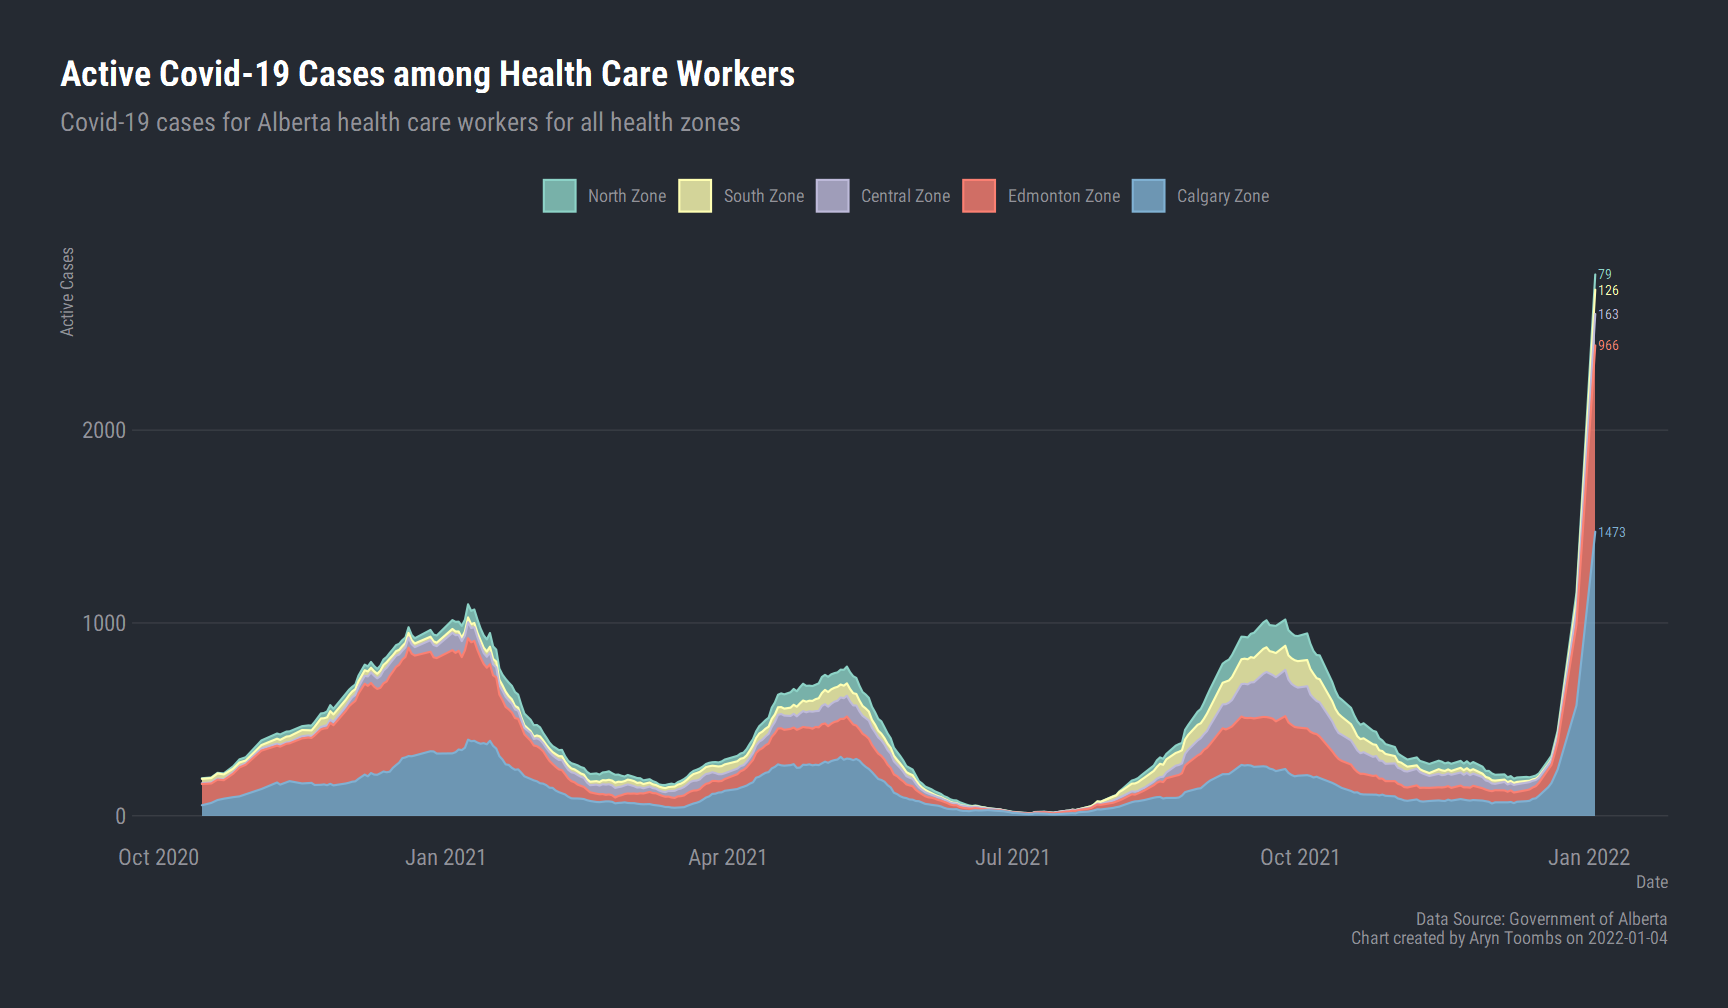 Active Covid-19 Cases among Health Care Workers
Covid-19 cases for Alberta health care workers for all health zones
North Zone South Zone Central Zone Edmonton Zone Calgary Zone
Active Cases
79
126
163
966
2000
1473
1000
0
Oct 2020 Jan 2021 Apr 2021 Jul 2021 Oct 2021 Jan 2022
Date
Data Source: Government of Alberta
Chart created by Aryn Toombs on 2022-01-04